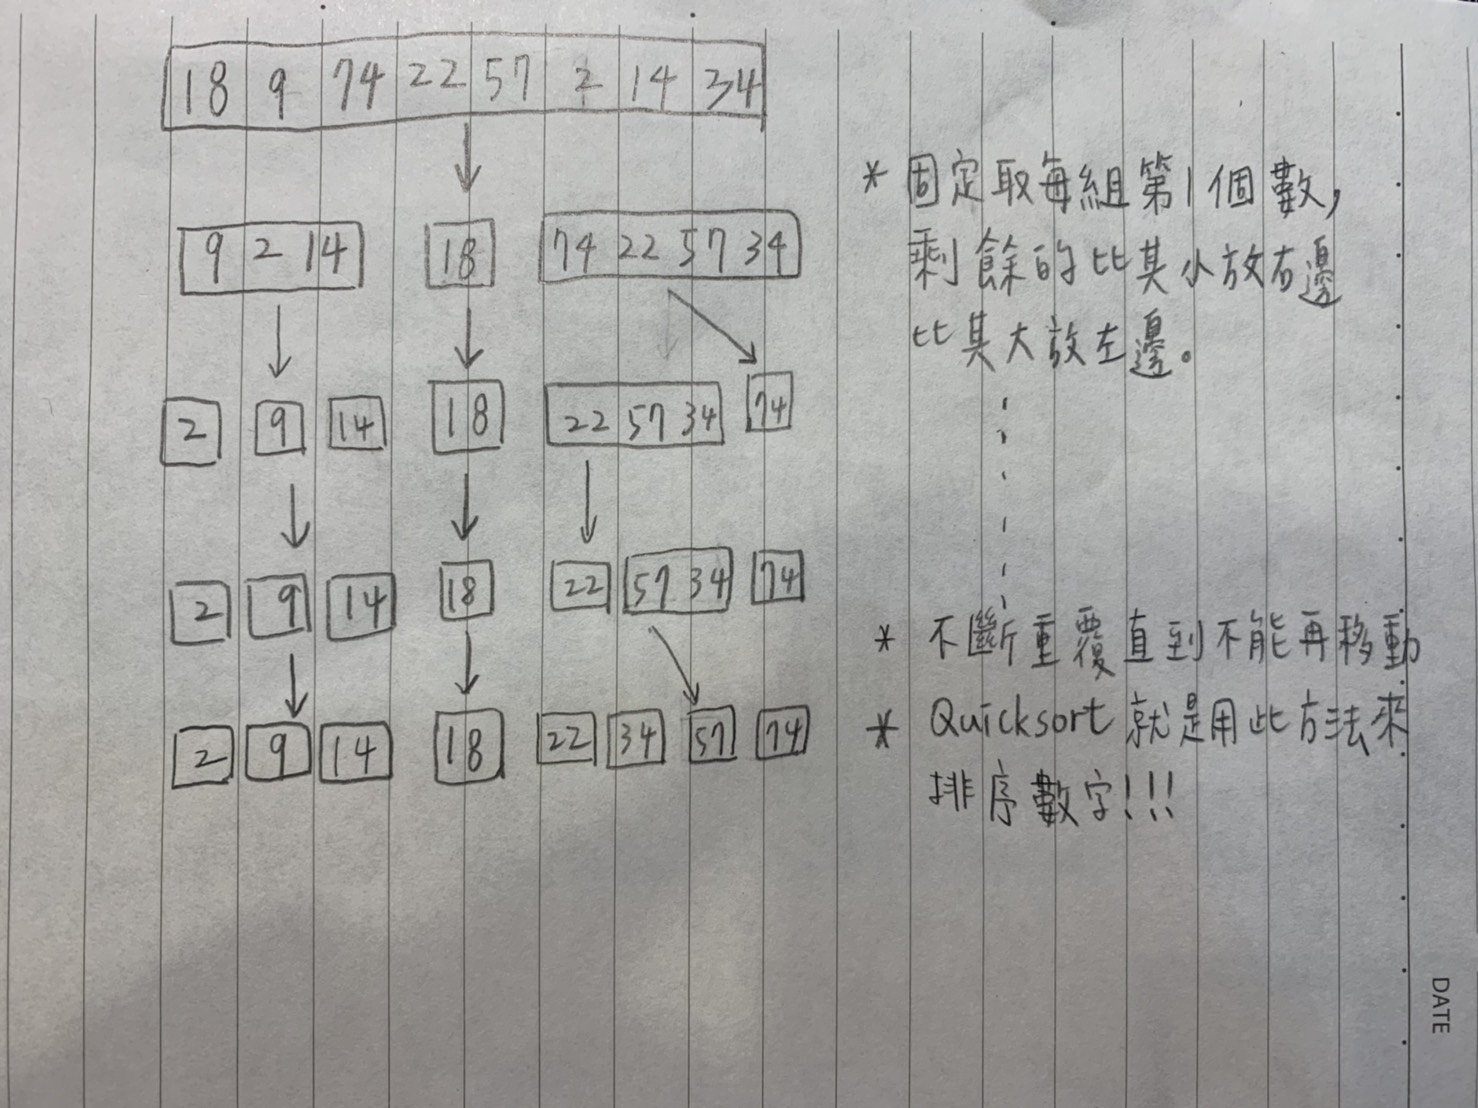 18 9 74 22 57 2 14 34
9 2 14 18 74 22 57 34
2 9 14 18 22 57 34 74
2 9 14 18 22 57 34 74
2 9 14 18 22 34 57 74
* 固定取每組第1個數,
剩餘的比其小放右邊
比其大放左邊。
* 不斷重覆直到不能再移動
* Quicksort 就是用此方法來
排序數字!!!
DATE